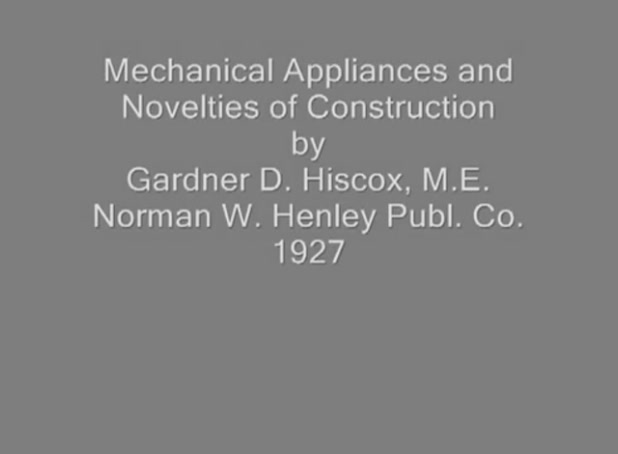 Mechanical Appliances and
Novelties of Construction
by
Gardner D. Hiscox, M.E.
Norman W. Henley Publ. Co.
1927